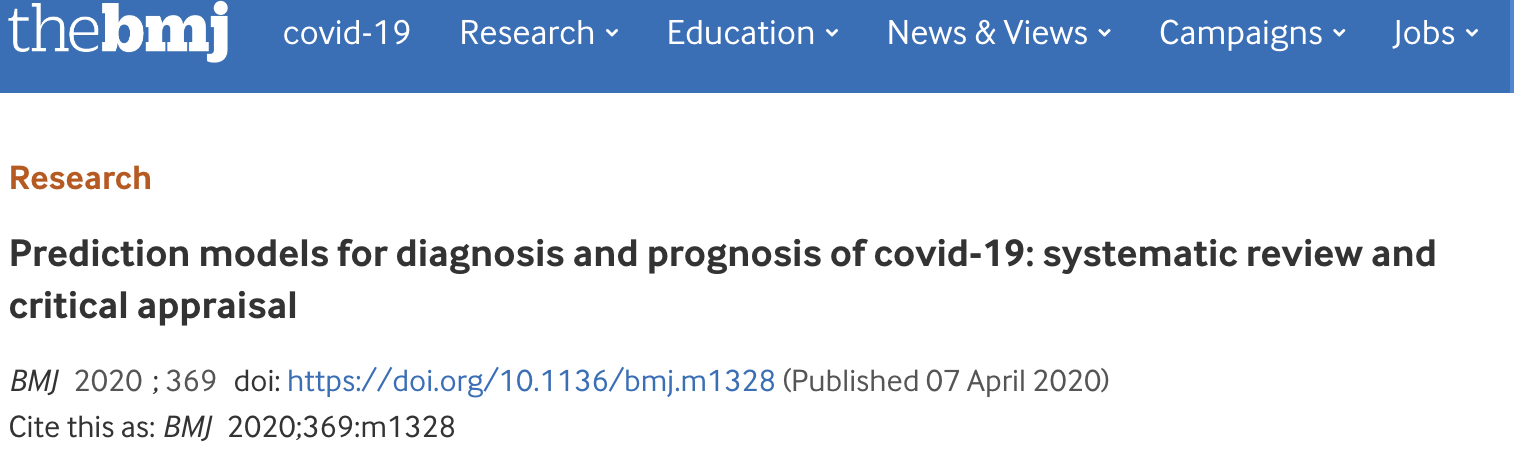 thebmj covid-19 Research Education News & Views Campaigns Jobs
Research
Prediction models for diagnosis and prognosis of covid-19: systematic review and
critical appraisal
BMJ 2020 ; 369 doi: https://doi.org/10.1136/bmj.m1328 (Published 07 April 2020)
Cite this as: BMJ 2020;369:m1328